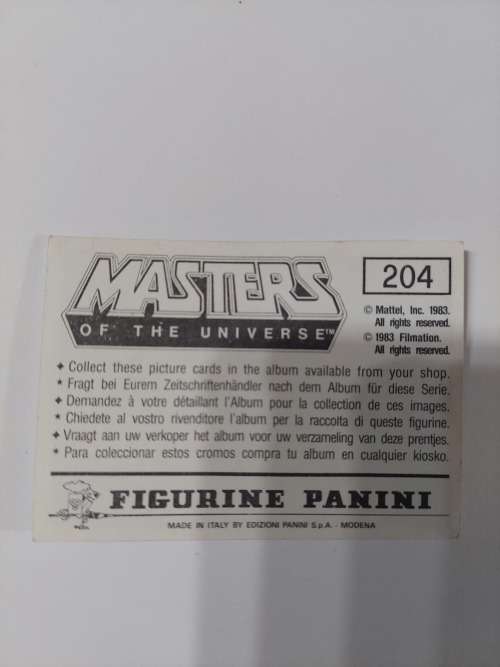 MASTERS
OF THE UNIVERSE™
204
© Mattel, Inc. 1983.
All rights reserved.
© 1983 Filmation.
All rights reserved.
✦ Collect these picture cards in the album available from your shop.
★ Fragt bei Eurem Zeitschriftenhändler nach dem Album für diese Serie.
✦ Demandez à votre détaillant l'Album pour la collection de ces images.
★ Chiedete al vostro rivenditore l'album per la raccolta di queste figurine.
✦ Vraagt aan uw verkoper het album voor uw verzameling van deze prentjes.
★ Para coleccionar estos cromos compra tu album en cualquier kiosko.
FIGURINE PANINI
MADE IN ITALY BY EDIZIONI PANINI S.p.A. - MODENA